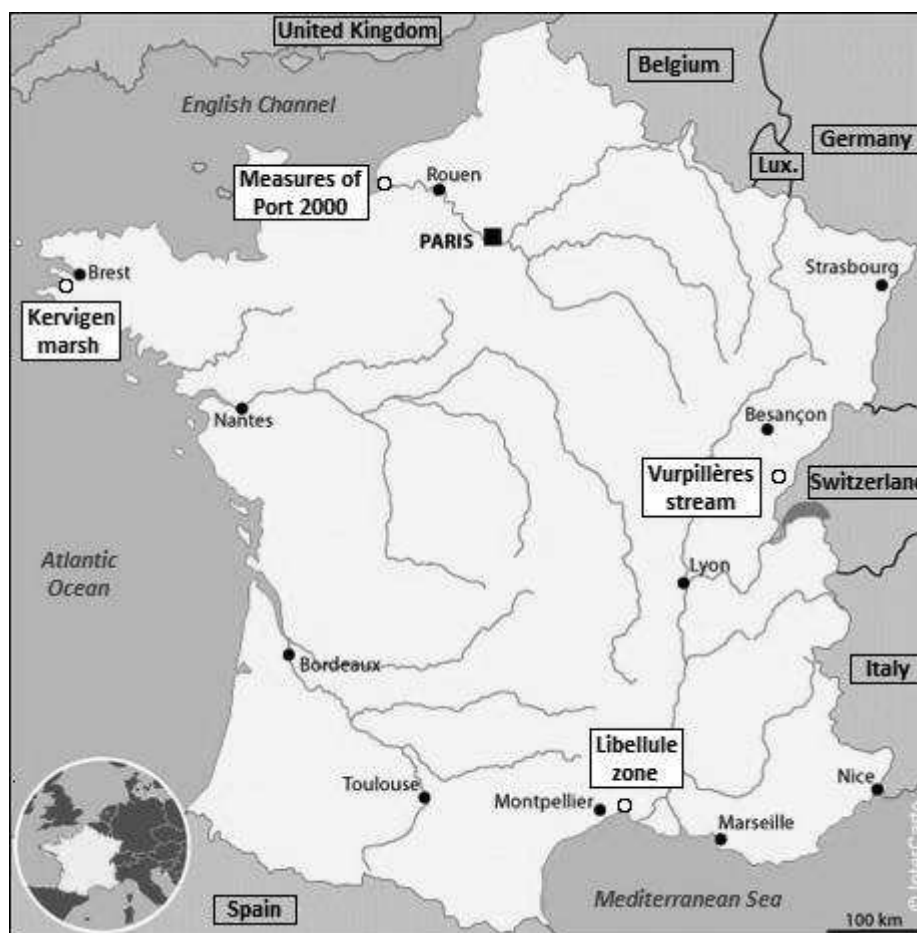 United Kingdom
Belgium
English Channel
Germany
Lux.
Measures of
Port 2000
Rouen
PARIS
Strasbourg
Brest
Kervigen
marsh
Nantes
Besançon
Vurpillères
stream
Switzerland
Atlantic
Ocean
Lyon
Bordeaux
Italy
Libellule
zone
Toulouse
Montpellier
Nice
Marseille
Mediterranean Sea
Spain
100 km